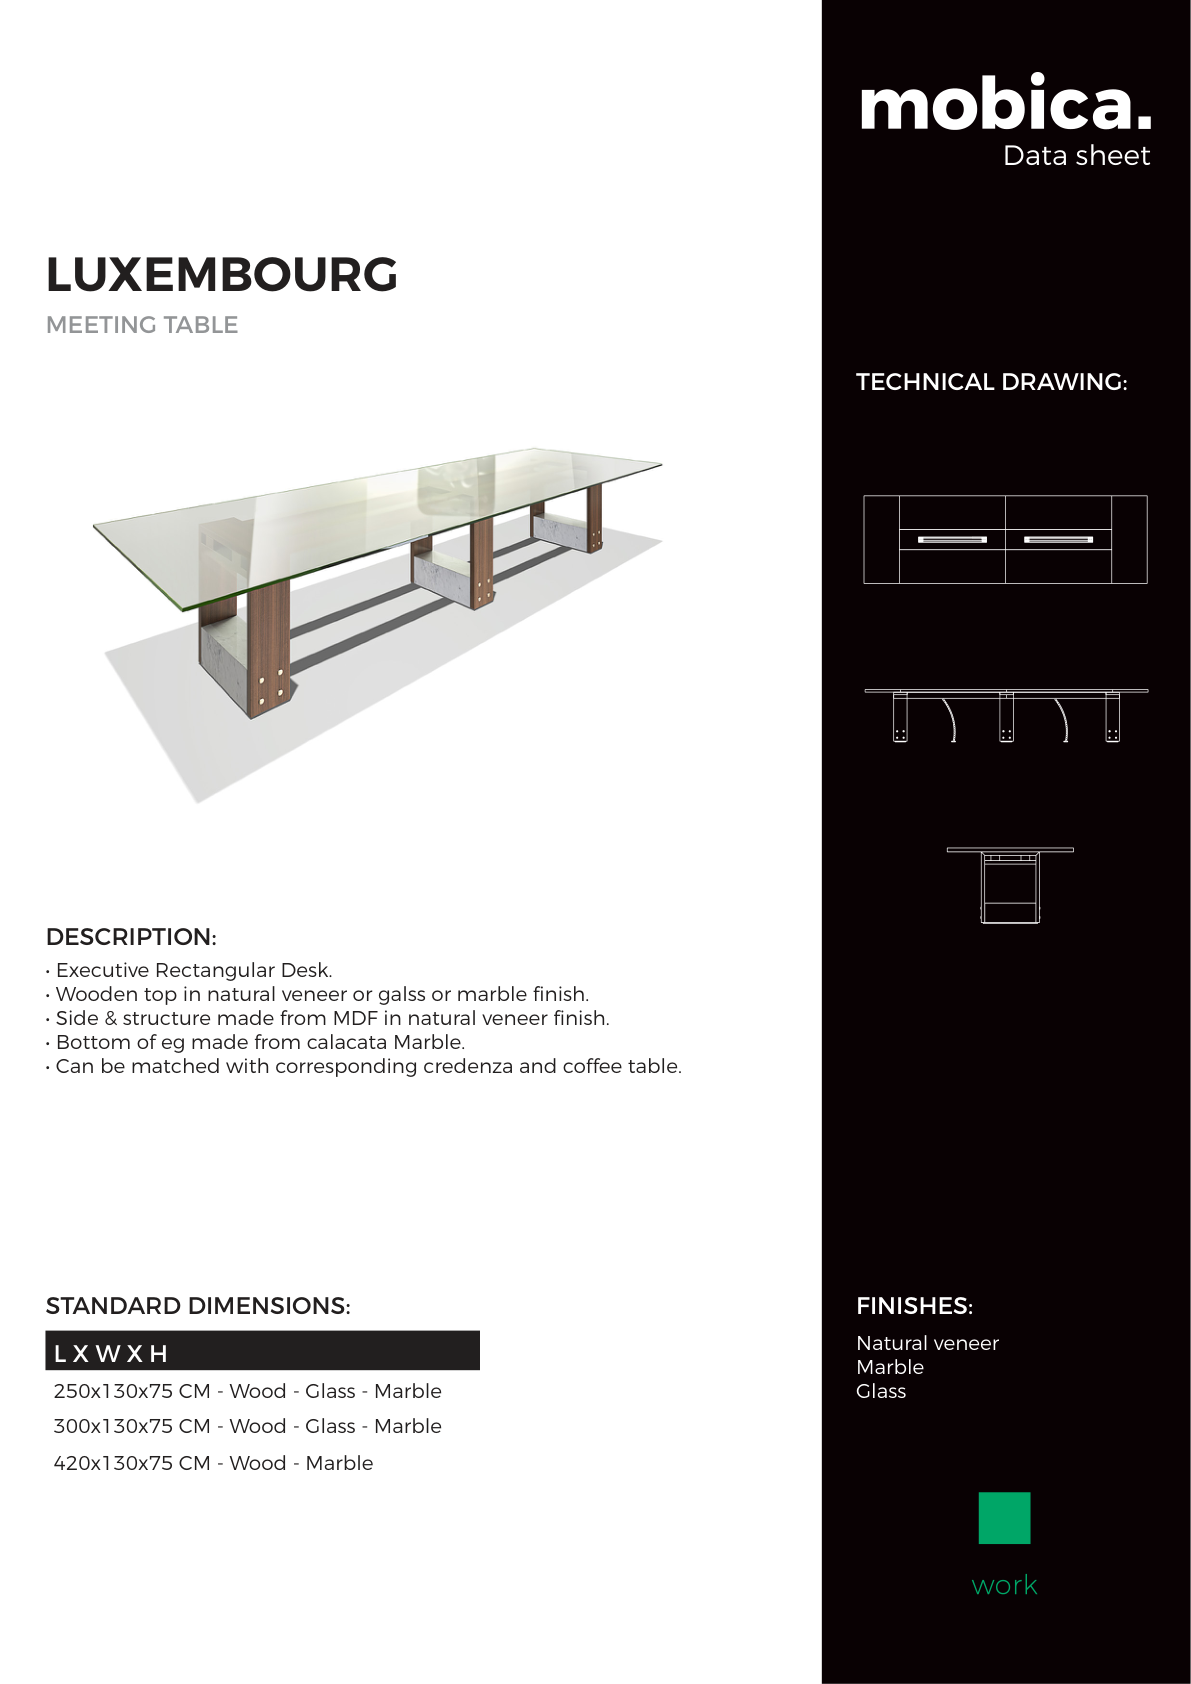 mobica.
Data sheet
LUXEMBOURG
MEETING TABLE
TECHNICAL DRAWING:
DESCRIPTION:
• Executive Rectangular Desk.
• Wooden top in natural veneer or galss or marble finish.
• Side & structure made from MDF in natural veneer finish.
• Bottom of eg made from calacata Marble.
• Can be matched with corresponding credenza and coffee table.
STANDARD DIMENSIONS:
L X W X H
250x130x75 CM - Wood - Glass - Marble
300x130x75 CM - Wood - Glass - Marble
420x130x75 CM - Wood - Marble
FINISHES:
Natural veneer
Marble
Glass
work